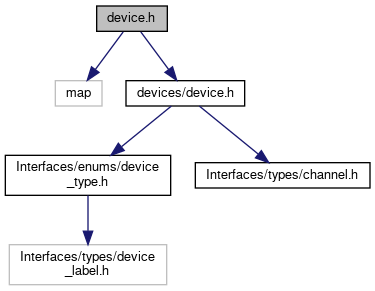 device.h
map
devices/device.h
Interfaces/enums/device
_type.h
Interfaces/types/channel.h
Interfaces/types/device
_label.h